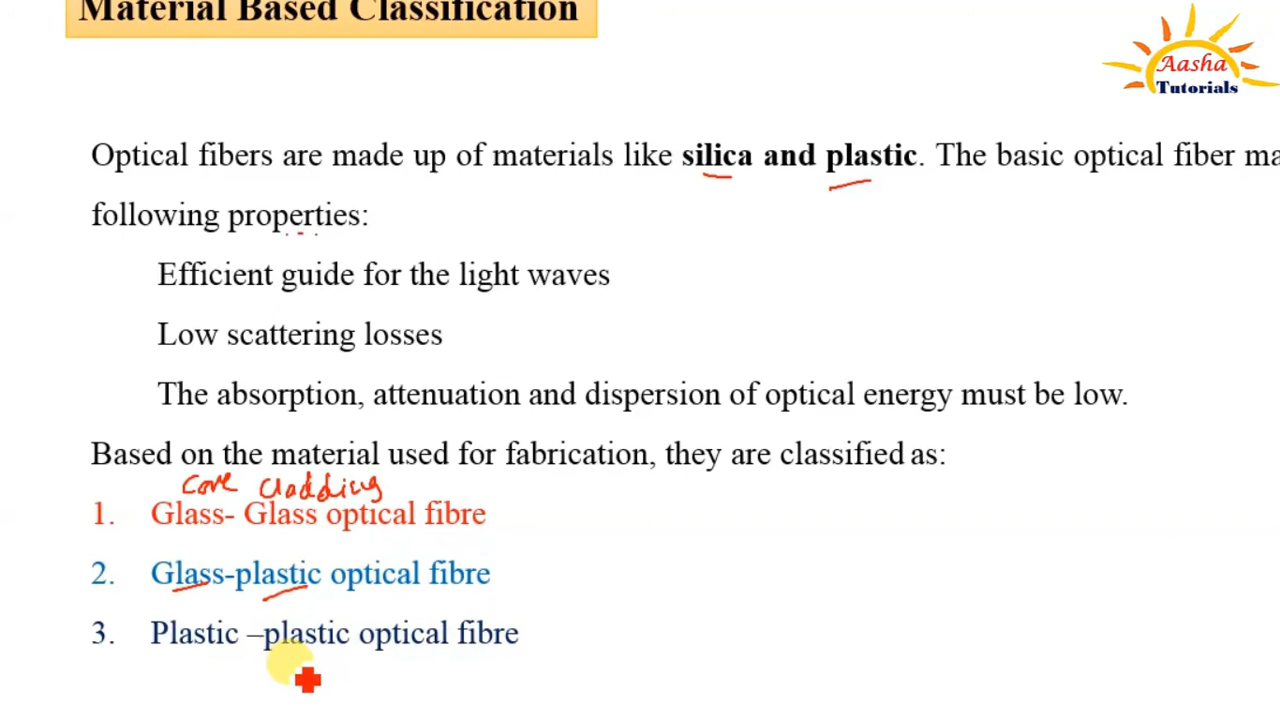 Material Based Classification
Aasha
Tutorials
Optical fibers are made up of materials like silica and plastic. The basic optical fiber
following properties:
Efficient guide for the light waves
Low scattering losses
The absorption, attenuation and dispersion of optical energy must be low.
Based on the material used for fabrication, they are classified as:
Core Cladding
1. Glass- Glass optical fibre
2. Glass-plastic optical fibre
3. Plastic –plastic optical fibre